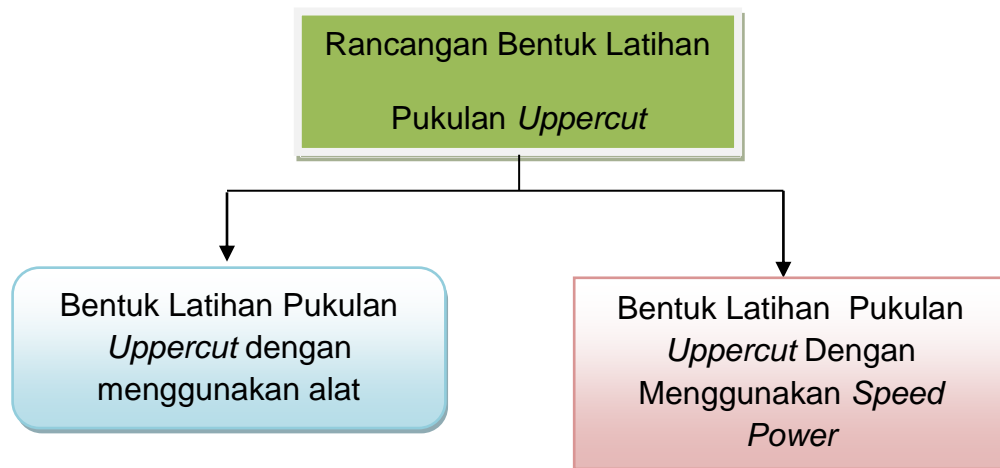 Rancangan Bentuk Latihan
Pukulan Uppercut
Bentuk Latihan Pukulan
Uppercut dengan
menggunakan alat
Bentuk Latihan Pukulan
Uppercut Dengan
Menggunakan Speed
Power